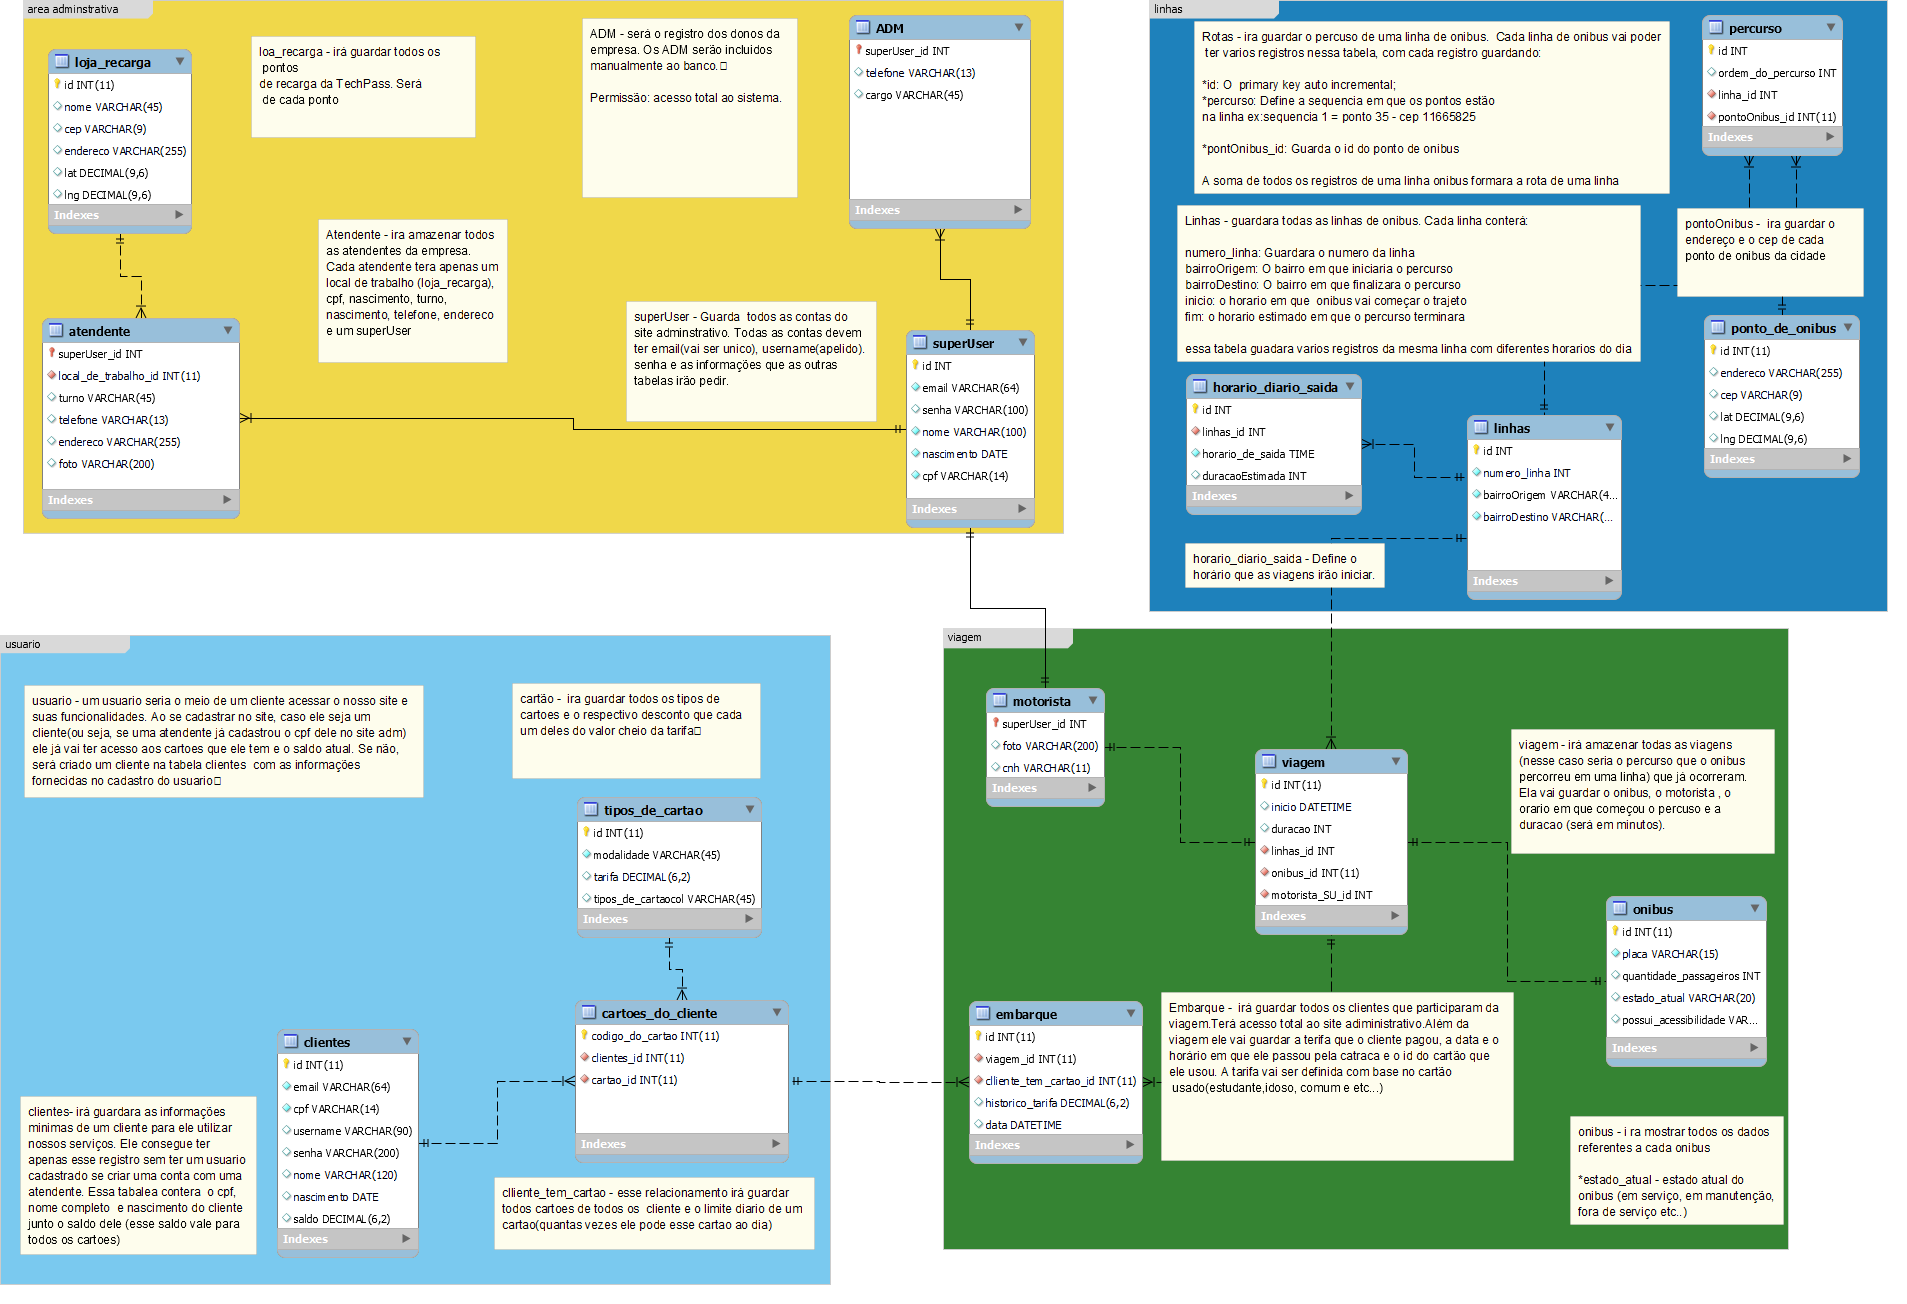 area adminstrativa
loja_recarga
id INT(11)
nome VARCHAR(45)
cep VARCHAR(9)
endereco VARCHAR(255)
lat DECIMAL(9,6)
lng DECIMAL(9,6)
Indexes
loa_recarga - irá guardar todos os
pontos
de recarga da TechPass. Será
de cada ponto
ADM - será o registro dos donos da
empresa. Os ADM serão incluidos
manualmente ao banco.
Permissão: acesso total ao sistema.
ADM
superUser_id INT
telefone VARCHAR(13)
cargo VARCHAR(45)
Indexes
Atendente - ira amazenar todos
as atendentes da empresa.
Cada atendente tera apenas um
local de trabalho (loja_recarga),
cpf, nascimento, turno,
nascimento, telefone, endereco
e um superUser
atendente
superUser_id INT
local_de_trabalho_id INT(11)
turno VARCHAR(45)
telefone VARCHAR(13)
endereco VARCHAR(255)
foto VARCHAR(200)
Indexes
superUser - Guarda todos as contas do
site adminstrativo. Todas as contas devem
ter email(vai ser unico), username(apelido).
senha e as informações que as outras
tabelas irão pedir.
superUser
id INT
email VARCHAR(64)
senha VARCHAR(100)
nome VARCHAR(100)
nascimento DATE
cpf VARCHAR(14)
Indexes
linhas
Rotas - ira guardar o percuso de uma linha de onibus. Cada linha de onibus vai poder
ter varios registros nessa tabela, com cada registro guardando:
*id: O primary key auto incremental;
*percurso: Define a sequencia em que os pontos estão
na linha ex:sequencia 1 = ponto 35 - cep 11665825
*pontOnibus_id: Guarda o id do ponto de onibus
A soma de todos os registros de uma linha onibus formara a rota de uma linha
percurso
id INT
ordem_do_percurso INT
linha_id INT
pontoOnibus_id INT(11)
Indexes
Linhas - guardara todas as linhas de onibus. Cada linha conterá:
numero_linha: Guardara o numero da linha
bairroOrigem: O bairro em que iniciaria o percurso
bairroDestino: O bairro em que finalizara o percurso
inicio: o horario em que onibus vai começar o trajeto
fim: o horario estimado em que o percurso terminara
essa tabela guadara varios registros da mesma linha com diferentes horarios do dia
pontoOnibus - ira guardar o
endereço e o cep de cada
ponto de onibus da cidade
ponto_de_onibus
id INT(11)
endereco VARCHAR(255)
cep VARCHAR(9)
lat DECIMAL(9,6)
lng DECIMAL(9,6)
Indexes
horario_diario_saida
id INT
linhas_id INT
horario_de_saida TIME
duracaoEstimada INT
Indexes
linhas
id INT
numero_linha INT
bairroOrigem VARCHAR(4...
bairroDestino VARCHAR(...
Indexes
horario_diario_saida - Define o
horário que as viagens irão iniciar.
usuario
usuario - um usuario seria o meio de um cliente acessar o nosso site e
suas funcionalidades. Ao se cadastrar no site, caso ele seja um
cliente(ou seja, se uma atendente já cadastrou o cpf dele no site adm)
ele já vai ter acesso aos cartoes que ele tem e o saldo atual. Se não,
será criado um cliente na tabela clientes com as informações
fornecidas no cadastro do usuario
cartão - ira guardar todos os tipos de
cartoes e o respectivo desconto que cada
um deles do valor cheio da tarifa
tipos_de_cartao
id INT(11)
modalidade VARCHAR(45)
tarifa DECIMAL(6,2)
tipos_de_cartaocol VARCHAR(45)
Indexes
cartoes_do_cliente
codigo_do_cartao INT(11)
clientes_id INT(11)
cartao_id INT(11)
Indexes
clientes
id INT(11)
email VARCHAR(64)
cpf VARCHAR(14)
username VARCHAR(90)
senha VARCHAR(200)
nome VARCHAR(120)
nascimento DATE
saldo DECIMAL(6,2)
Indexes
clientes- irá guardara as informações
minimas de um cliente para ele utilizar
nossos serviços. Ele consegue ter
apenas esse registro sem ter um usuario
cadastrado se criar uma conta com uma
atendente. Essa tabalea contera o cpf,
nome completo e nascimento do cliente
junto o saldo dele (esse saldo vale para
todos os cartoes)
clliente_tem_cartao - esse relacionamento irá guardar
todos cartoes de todos os cliente e o limite diario de um
cartao(quantas vezes ele pode esse cartao ao dia)
viagem
motorista
superUser_id INT
foto VARCHAR(200)
cnh VARCHAR(11)
Indexes
viagem
id INT(11)
inicio DATETIME
duracao INT
linhas_id INT
onibus_id INT(11)
motorista_SU_id INT
Indexes
viagem - irá amazenar todas as viagens
(nesse caso seria o percurso que o onibus
percorreu em uma linha) que já ocorreram.
Ela vai guardar o onibus, o motorista , o
orario em que começou o percuso e a
duracao (será em minutos).
onibus
id INT(11)
placa VARCHAR(15)
quantidade_passageiros INT
estado_atual VARCHAR(20)
possui_acessibilidade VAR...
Indexes
embarque
id INT(11)
viagem_id INT(11)
clliente_tem_cartao_id INT(11)
historico_tarifa DECIMAL(6,2)
data DATETIME
Indexes
Embarque - irá guardar todos os clientes que participaram da
viagem.Terá acesso total ao site adiministrativo.Além da
viagem ele vai guardar a terifa que o cliente pagou, a data e o
horário em que ele passou pela catraca e o id do cartão que
ele usou. A tarifa vai ser definida com base no cartão
usado(estudante,idoso, comum e etc...)
onibus - i ra mostrar todos os dados
referentes a cada onibus
*estado_atual - estado atual do
onibus (em serviço, em manutenção,
fora de serviço etc..)